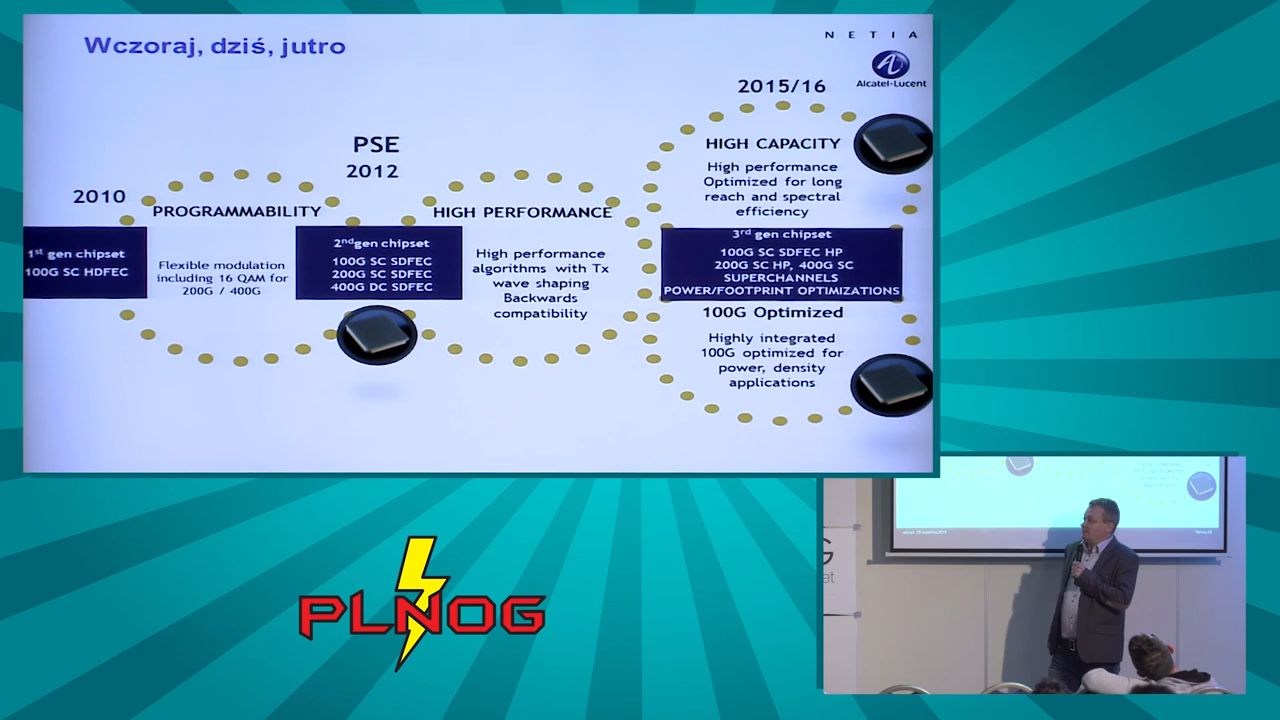 Wczoraj, dziś, jutro
N E T I A
Alcatel·Lucent
2010
PROGRAMMABILITY
1st gen chipset
100G SC HDFEC
Flexible modulation
including 16 QAM for
200G / 400G
PSE
2012
2nd gen chipset
100G SC SDFEC
200G SC SDFEC
400G DC SDFEC
HIGH PERFORMANCE
High performance
algorithms with Tx
wave shaping
Backwards
compatibility
2015/16
HIGH CAPACITY
High performance
Optimized for long
reach and spectral
efficiency
3rd gen chipset
100G SC SDFEC HP
200G SC HP, 400G SC
SUPERCHANNELS
POWER/FOOTPRINT OPTIMIZATIONS
100G Optimized
Highly integrated
100G optimized for
power, density
applications
PLNOG
G
et